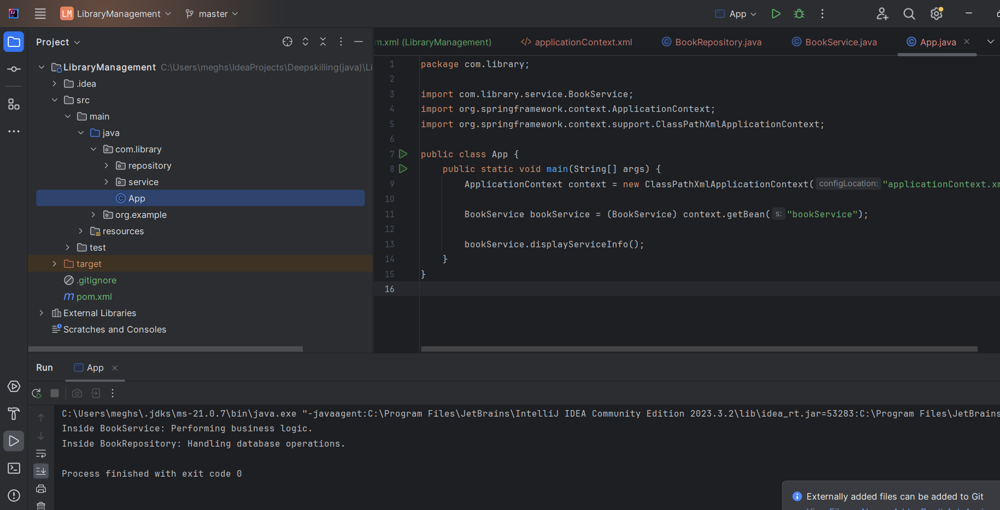 LM LibraryManagement master App
Project
m.xml (LibraryManagement) </> applicationContext.xml BookRepository.java BookService.java App.java
LibraryManagement C:\Users\meghs\IdeaProjects\Deepskilling(java)\Li
.idea
src
main
java
com.library
repository
service
App
org.example
resources
test
target
.gitignore
m pom.xml
External Libraries
Scratches and Consoles
1 package com.library;
2
3 import com.library.service.BookService;
4 import org.springframework.context.ApplicationContext;
5 import org.springframework.context.support.ClassPathXmlApplicationContext;
6
7 public class App {
8 public static void main(String[] args) {
9 ApplicationContext context = new ClassPathXmlApplicationContext( configLocation: "applicationContext.xm
10
11 BookService bookService = (BookService) context.getBean( s: "bookService");
12
13 bookService.displayServiceInfo();
14 }
15 }
16
Run App
C:\Users\meghs\.jdks\ms-21.0.7\bin\java.exe "-javaagent:C:\Program Files\JetBrains\IntelliJ IDEA Community Edition 2023.3.2\lib\idea_rt.jar=53283:C:\Program Files\JetBrains
Inside BookService: Performing business logic.
Inside BookRepository: Handling database operations.
Process finished with exit code 0
Externally added files can be added to Git